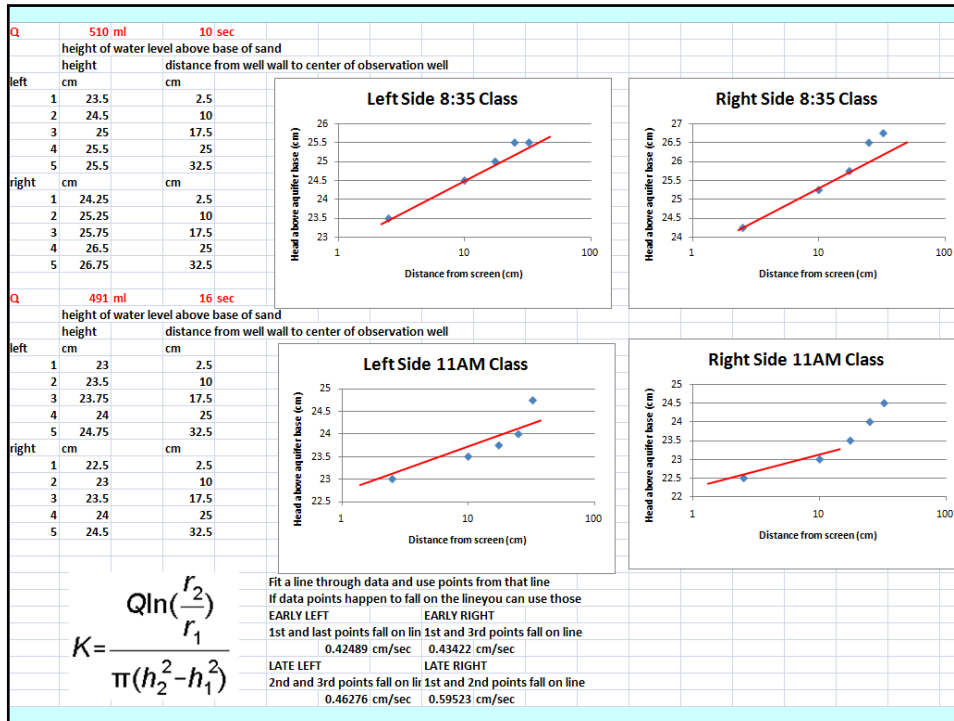 Q 510 ml 10 sec
height of water level above base of sand
height distance from well wall to center of observation well
left cm cm
1 23.5 2.5
2 24.5 10
3 25 17.5
4 25.5 25
5 25.5 32.5
right cm cm
1 24.25 2.5
2 25.25 10
3 25.75 17.5
4 26.5 25
5 26.75 32.5
Left Side 8:35 Class
Head above aquifer base (cm)
26
25.5
25
24.5
24
23.5
23
1 10 100
Distance from screen (cm)
Right Side 8:35 Class
Head above aquifer base (cm)
27
26.5
26
25.5
25
24.5
24
1 10 100
Distance from screen (cm)
Q 491 ml 16 sec
height of water level above base of sand
height distance from well wall to center of observation well
left cm cm
1 23 2.5
2 23.5 10
3 23.75 17.5
4 24 25
5 24.75 32.5
right cm cm
1 22.5 2.5
2 23 10
3 23.5 17.5
4 24 25
5 24.5 32.5
Left Side 11AM Class
Head above aquifer base (cm)
25
24.5
24
23.5
23
22.5
1 10 100
Distance from screen (cm)
Right Side 11AM Class
Head above aquifer base (cm)
25
24.5
24
23.5
23
22.5
22
1 10 100
Distance from screen (cm)
K = Qln(r₂/r₁) / π(h₂²−h₁²)
Fit a line through data and use points from that line
If data points happen to fall on the lineyou can use those
EARLY LEFT EARLY RIGHT
1st and last points fall on lin 1st and 3rd points fall on line
0.42489 cm/sec 0.43422 cm/sec
LATE LEFT LATE RIGHT
2nd and 3rd points fall on lir 1st and 2nd points fall on line
0.46276 cm/sec 0.59523 cm/sec